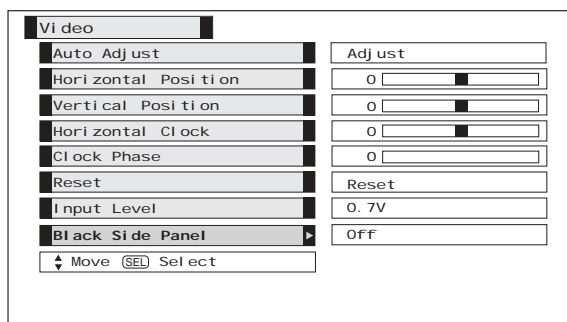 Video
Auto Adjust Adjust
Horizontal Position 0
Vertical Position 0
Horizontal Clock 0
Clock Phase 0
Reset Reset
Input Level 0.7V
Black Side Panel Off
Move SEL Select